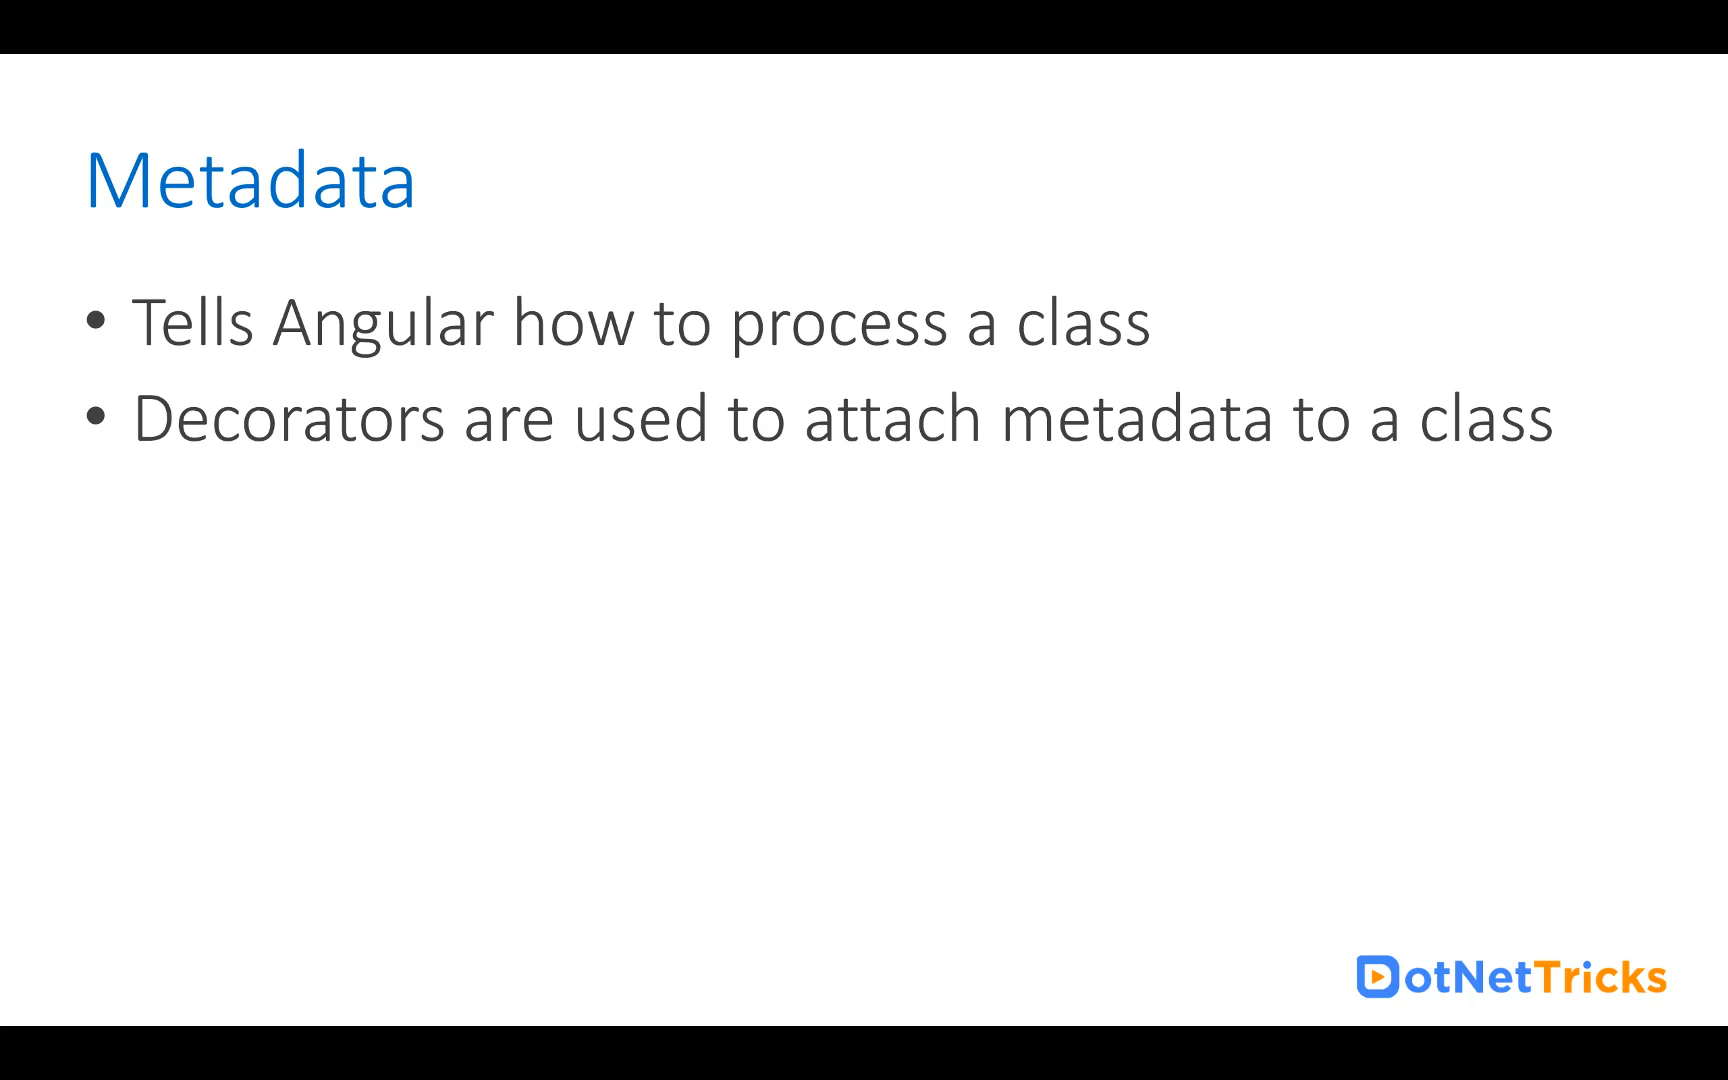 Metadata
• Tells Angular how to process a class
• Decorators are used to attach metadata to a class
DotNetTricks